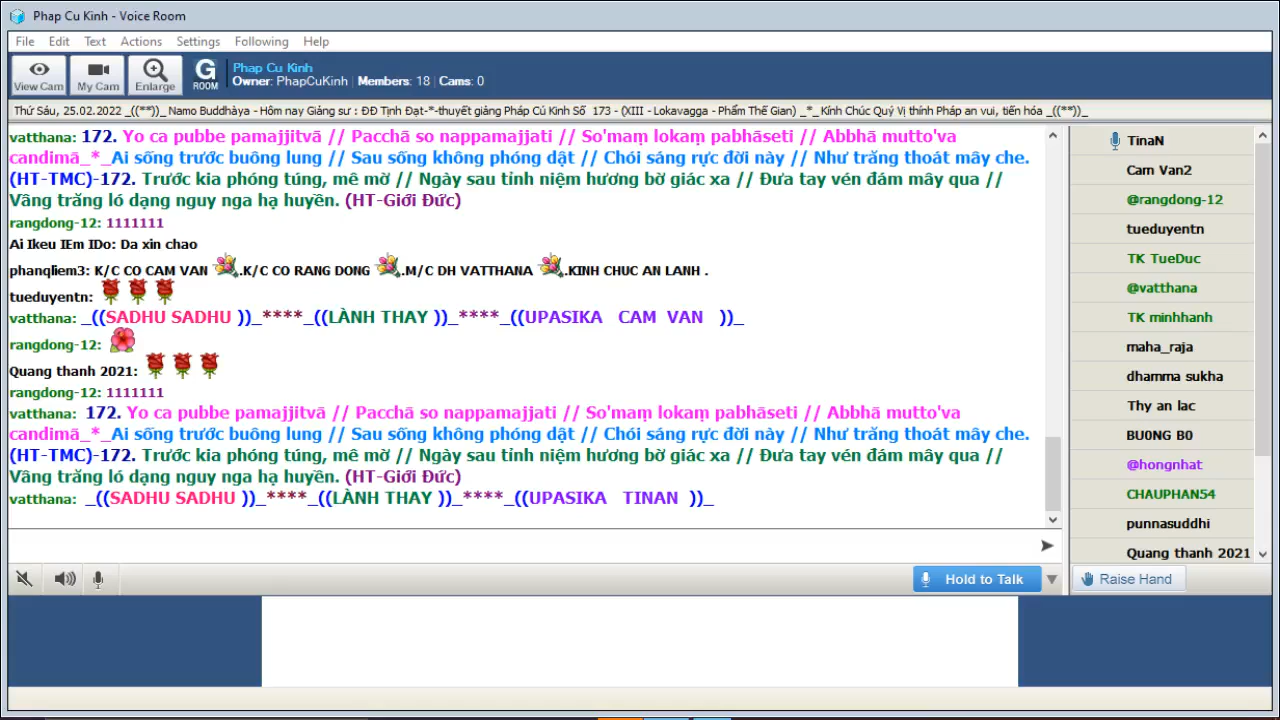 Phap Cu Kinh - Voice Room
File Edit Text Actions Settings Following Help
View Cam My Cam Enlarge G ROOM
Phap Cu Kinh
Owner: PhapCuKinh Members: 18 Cams: 0
Thứ Sáu, 25.02.2022 _((**))_ Namo Buddhàya - Hôm nay Giảng sư : ĐĐ Tịnh Đạt-*-thuyết giảng Pháp Cú Kinh Số 173 - (XIII - Lokavagga - Phẩm Thế Gian) _*_ Kính Chúc Quý Vị thính Pháp an vui, tiến hóa _((**))_
vatthana: 172. Yo ca pubbe pamajjitvā // Pacchā so nappamajjati // So'maṃ lokaṃ pabhāseti // Abbhā mutto'va
candimā_*_Ai sống trước buông lung // Sau sống không phóng dật // Chói sáng rực đời này // Như trăng thoát mây che.
(HT-TMC)-172. Trước kia phóng túng, mê mờ // Ngày sau tỉnh niệm hương bờ giác xa // Đưa tay vén đám mây qua //
Vầng trăng ló dạng nguy nga hạ huyền. (HT-Giới Đức)
rangdong-12: 1111111
Ai Ikeu IEm IDo: Da xin chao
phanqliem3: K/C CO CAM VAN .K/C CO RANG DONG .M/C DH VATTHANA .KINH CHUC AN LANH .
tueduyentn:
vatthana: _((SADHU SADHU ))_****_((LÀNH THAY ))_****_((UPASIKA CAM VAN ))_
rangdong-12:
Quang thanh 2021:
rangdong-12: 1111111
vatthana: 172. Yo ca pubbe pamajjitvā // Pacchā so nappamajjati // So'maṃ lokaṃ pabhāseti // Abbhā mutto'va
candimā_*_Ai sống trước buông lung // Sau sống không phóng dật // Chói sáng rực đời này // Như trăng thoát mây che.
(HT-TMC)-172. Trước kia phóng túng, mê mờ // Ngày sau tỉnh niệm hương bờ giác xa // Đưa tay vén đám mây qua //
Vầng trăng ló dạng nguy nga hạ huyền. (HT-Giới Đức)
vatthana: _((SADHU SADHU ))_****_((LÀNH THAY ))_****_((UPASIKA TINAN ))_
TinaN
Cam Van2
@rangdong-12
tueduyentn
TK TueDuc
@vatthana
TK minhhanh
maha_raja
dhamma sukha
Thy an lac
BU0NG B0
@hongnhat
CHAUPHAN54
punnasuddhi
Quang thanh 2021
Hold to Talk
Raise Hand